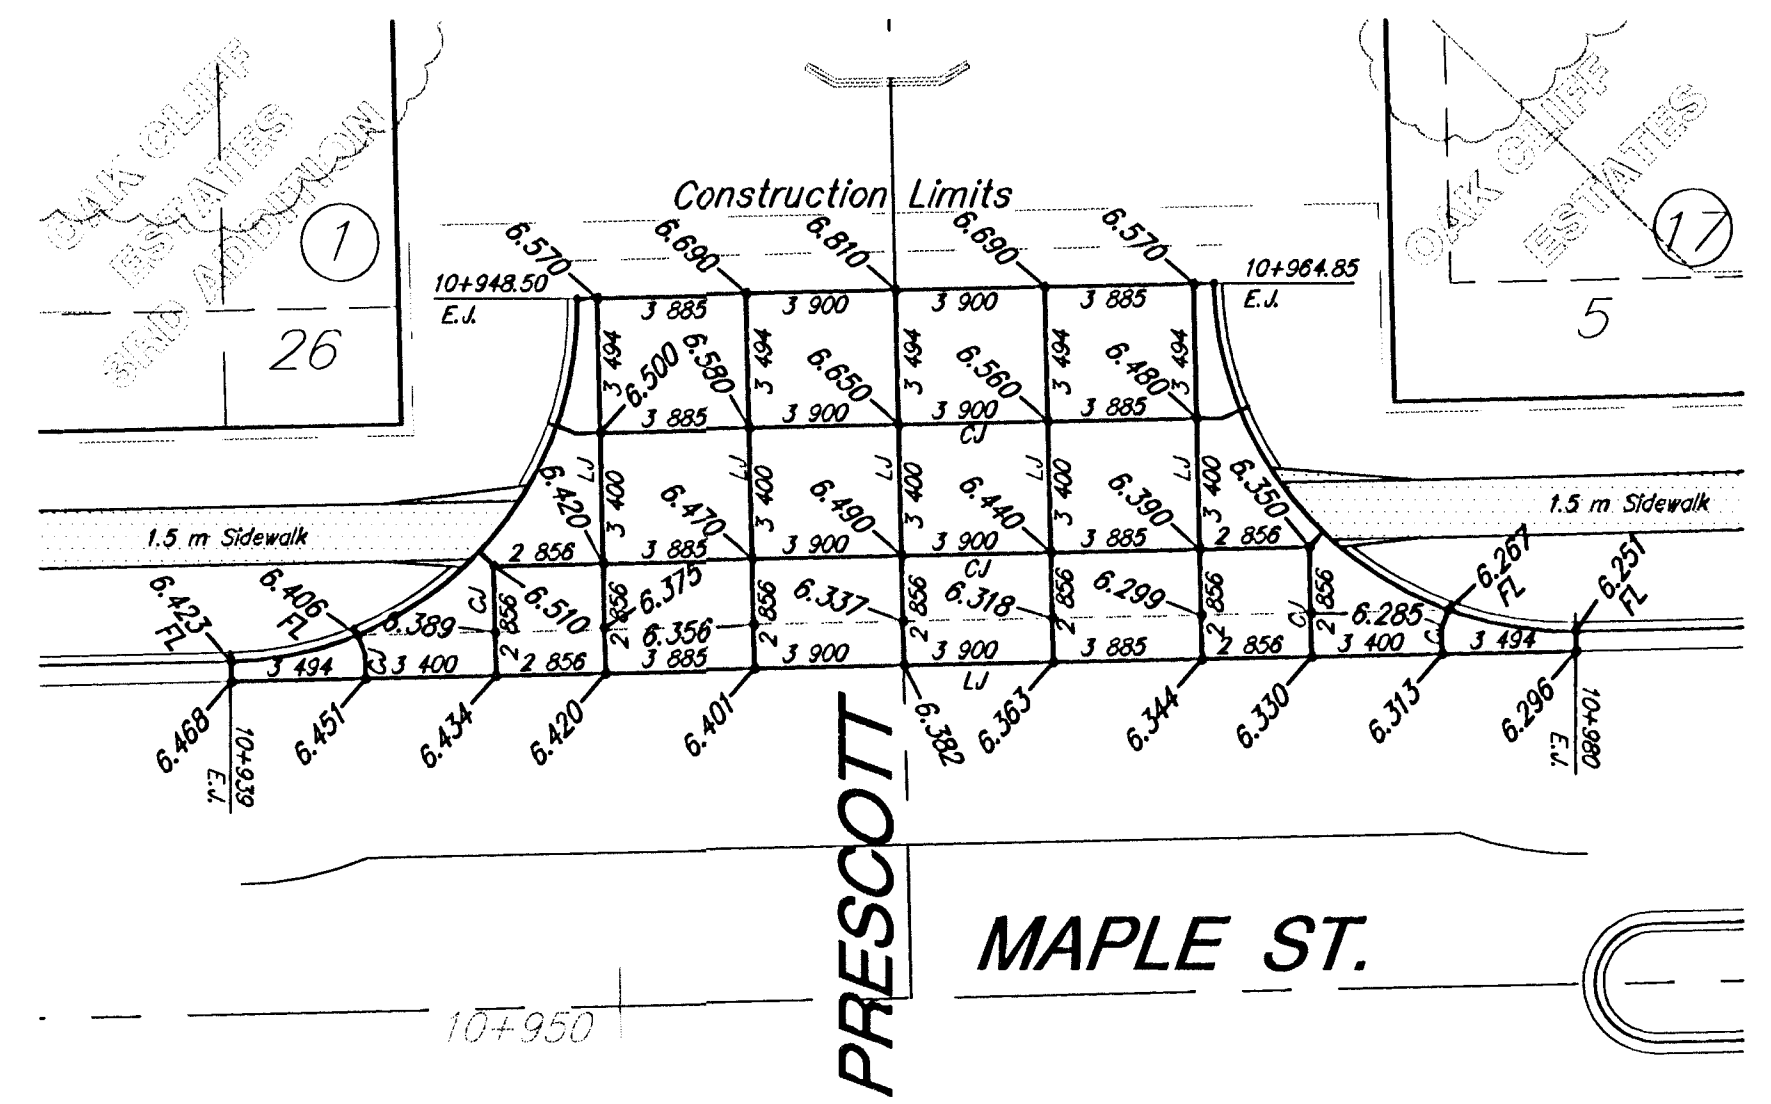 OAK CLIFF
ESTATES
3RD ADDITION
1
26
OAK CLIFF
ESTATES
17
5
Construction Limits
6.570
6.690
6.810
6.690
6.570
10+948.50
E.J.
10+964.85
E.J.
3 885
3 900
3 900
3 885
3 494
3 494
3 494
3 494
3 494
6.500
6.580
6.650
6.560
6.480
3 885
3 900
3 900
3 885
CJ
LJ
LJ
LJ
LJ
LJ
3 400
3 400
3 400
3 400
3 400
6.420
6.470
6.490
6.440
6.390
6.350
1.5 m Sidewalk
1.5 m Sidewalk
2 856
3 885
3 900
3 900
3 885
2 856
CJ
6.423
FL
6.406
FL
6.389
6.510
6.375
6.356
6.337
6.318
6.299
6.285
6.267
FL
6.251
FL
CJ
CJ
CJ
CJ
2 856
2 856
2 856
2 856
2 856
2 856
2 856
3 494
3 400
2 856
3 885
3 900
3 900
3 885
2 856
3 400
3 494
LJ
6.468
6.451
6.434
6.420
6.401
6.382
6.363
6.344
6.330
6.313
6.296
10+939
E.J.
10+980
E.J.
PRESCOTT
MAPLE ST.
10+950